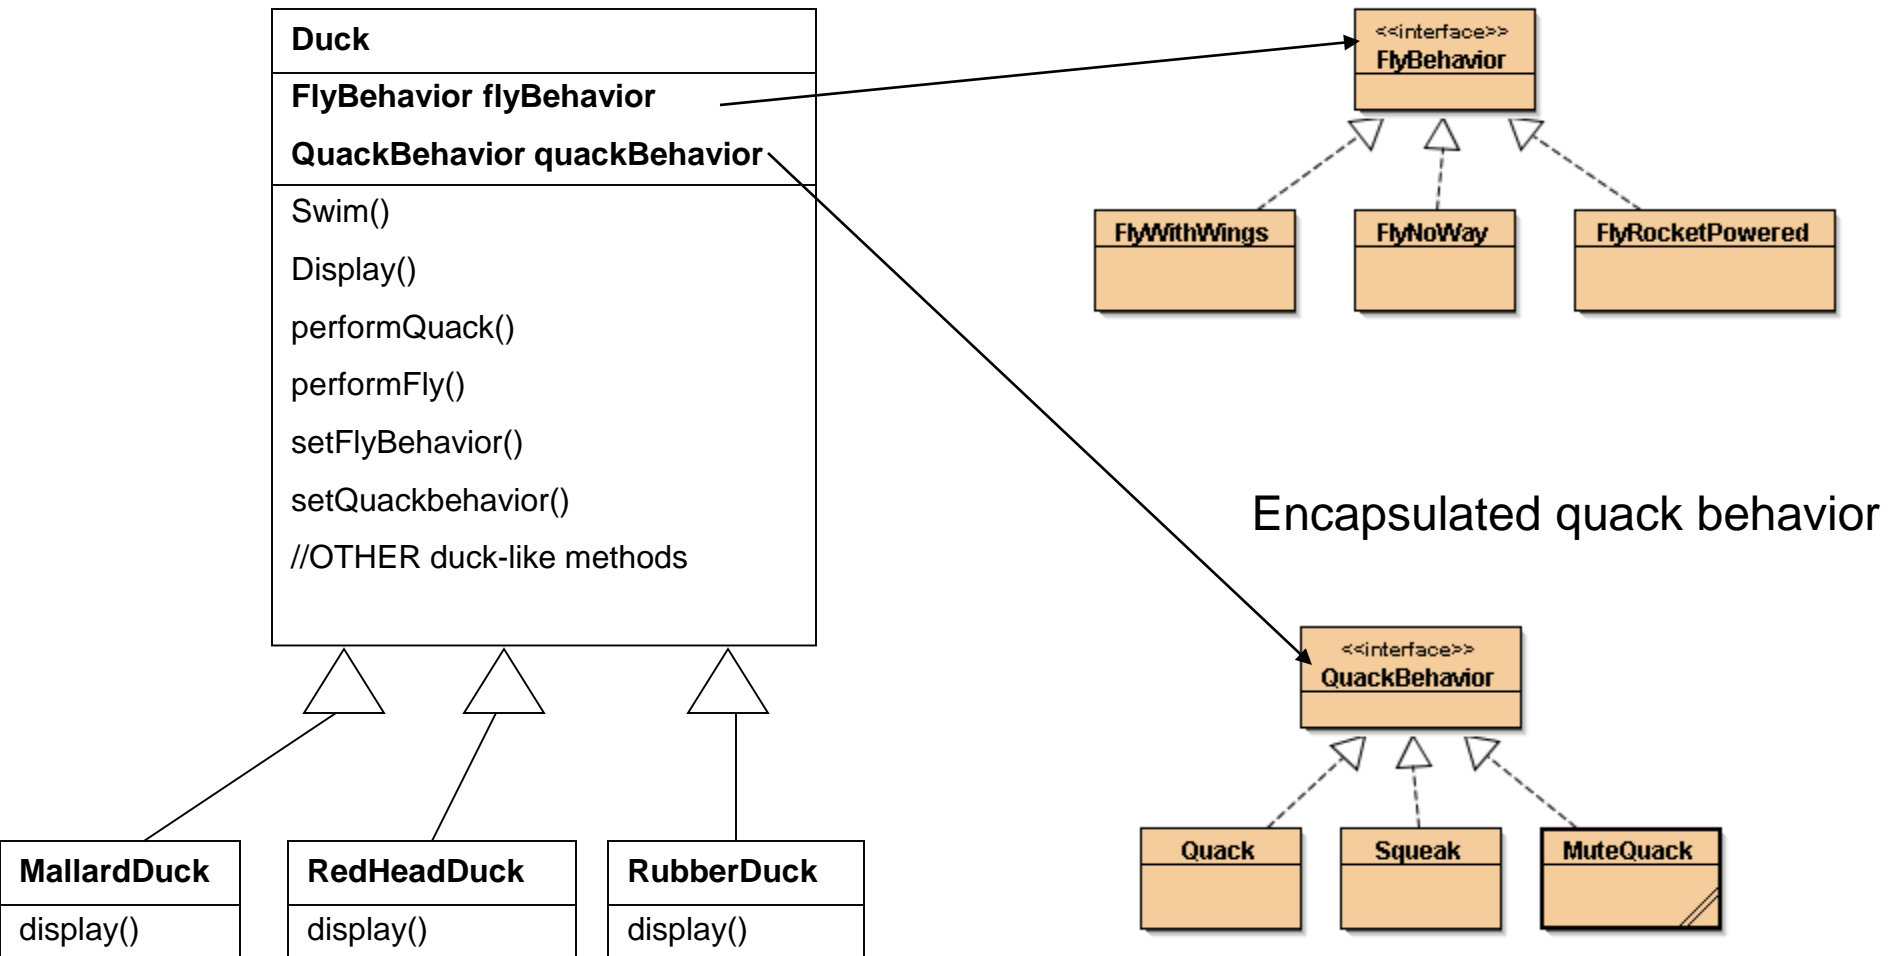 Duck
FlyBehavior flyBehavior
QuackBehavior quackBehavior
Swim()
Display()
performQuack()
performFly()
setFlyBehavior()
setQuackbehavior()
//OTHER duck-like methods
MallardDuck
display()
RedHeadDuck
display()
RubberDuck
display()
<<interface>>
FlyBehavior
FlyWithWings
FlyNoWay
FlyRocketPowered
Encapsulated quack behavior
<<interface>>
QuackBehavior
Quack
Squeak
MuteQuack